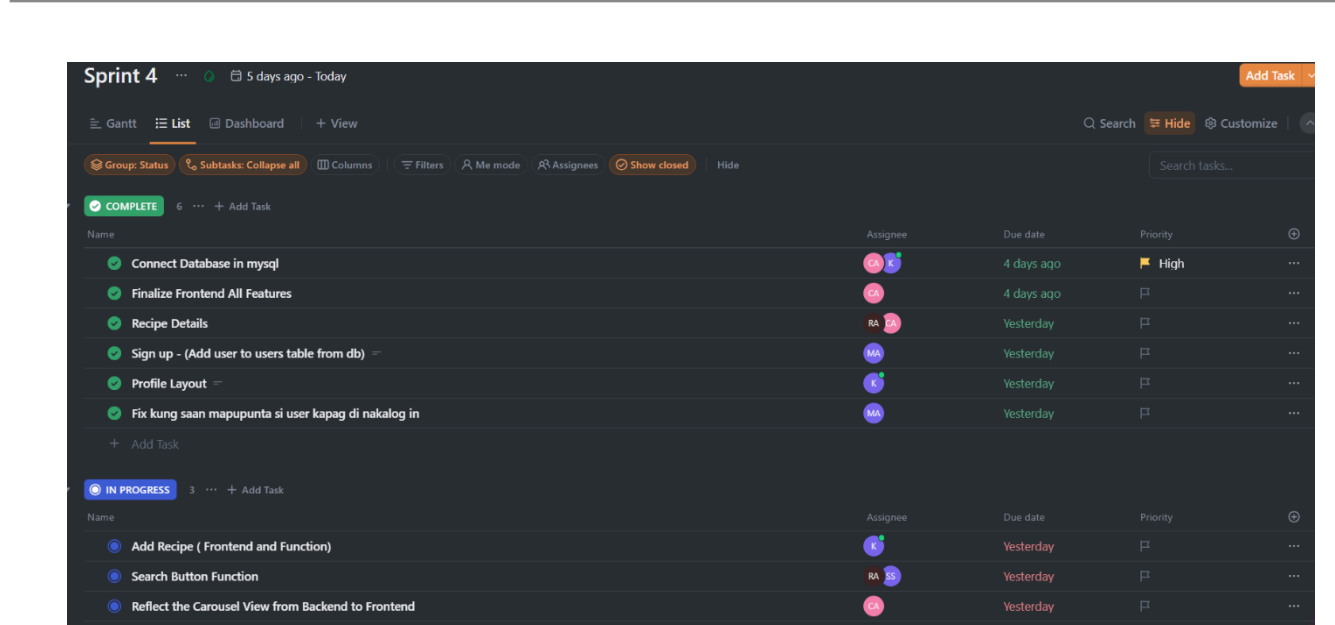 Sprint 4 ... 5 days ago - Today Add Task
Gantt List Dashboard + View Search Hide Customize
Group: Status Subtasks: Collapse all Columns Filters Me mode Assignees Show closed Hide Search tasks...
COMPLETE 6 ... + Add Task
Name Assignee Due date Priority
Connect Database in mysql CA K 4 days ago High ...
Finalize Frontend All Features CA 4 days ago ...
Recipe Details RA CA Yesterday ...
Sign up - (Add user to users table from db) MA Yesterday ...
Profile Layout K Yesterday ...
Fix kung saan mapupunta si user kapag di nakalog in MA Yesterday ...
+ Add Task
IN PROGRESS 3 ... + Add Task
Name Assignee Due date Priority
Add Recipe ( Frontend and Function) K Yesterday ...
Search Button Function RA SS Yesterday ...
Reflect the Carousel View from Backend to Frontend CA Yesterday ...